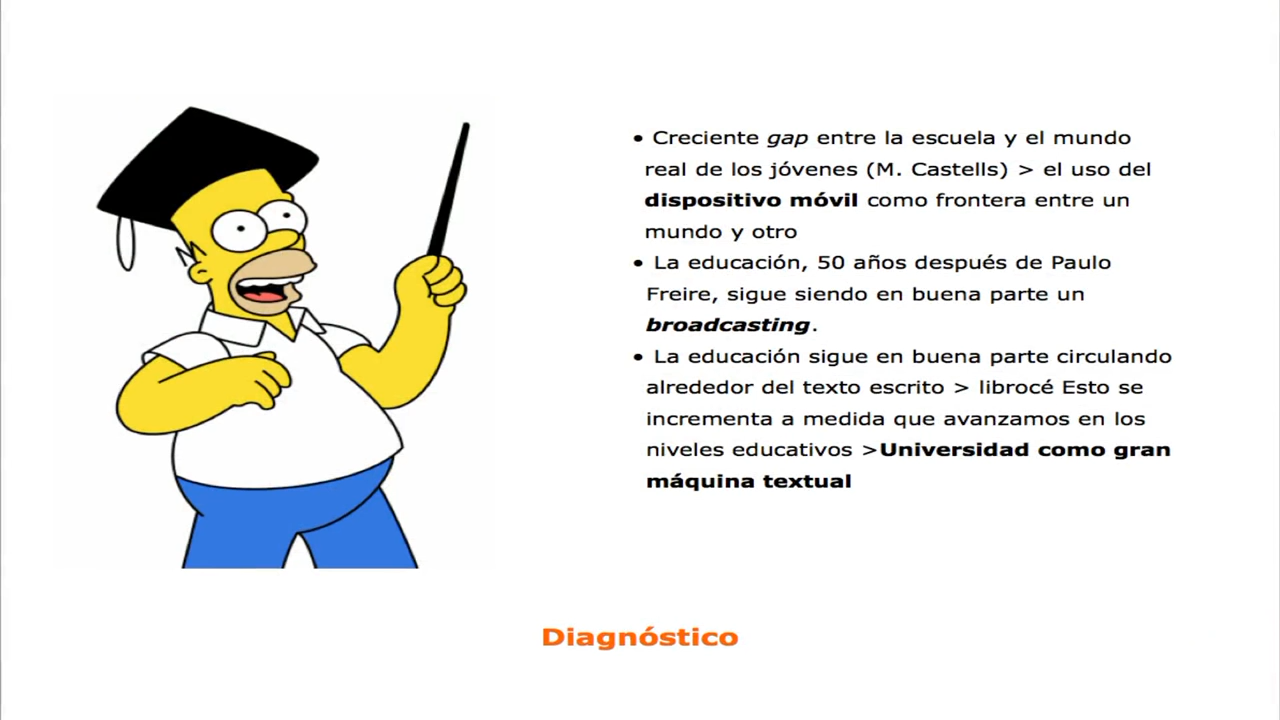 • Creciente gap entre la escuela y el mundo
real de los jóvenes (M. Castells) > el uso del
dispositivo móvil como frontera entre un
mundo y otro
• La educación, 50 años después de Paulo
Freire, sigue siendo en buena parte un
broadcasting.
• La educación sigue en buena parte circulando
alrededor del texto escrito > librocé Esto se
incrementa a medida que avanzamos en los
niveles educativos >Universidad como gran
máquina textual
Diagnóstico